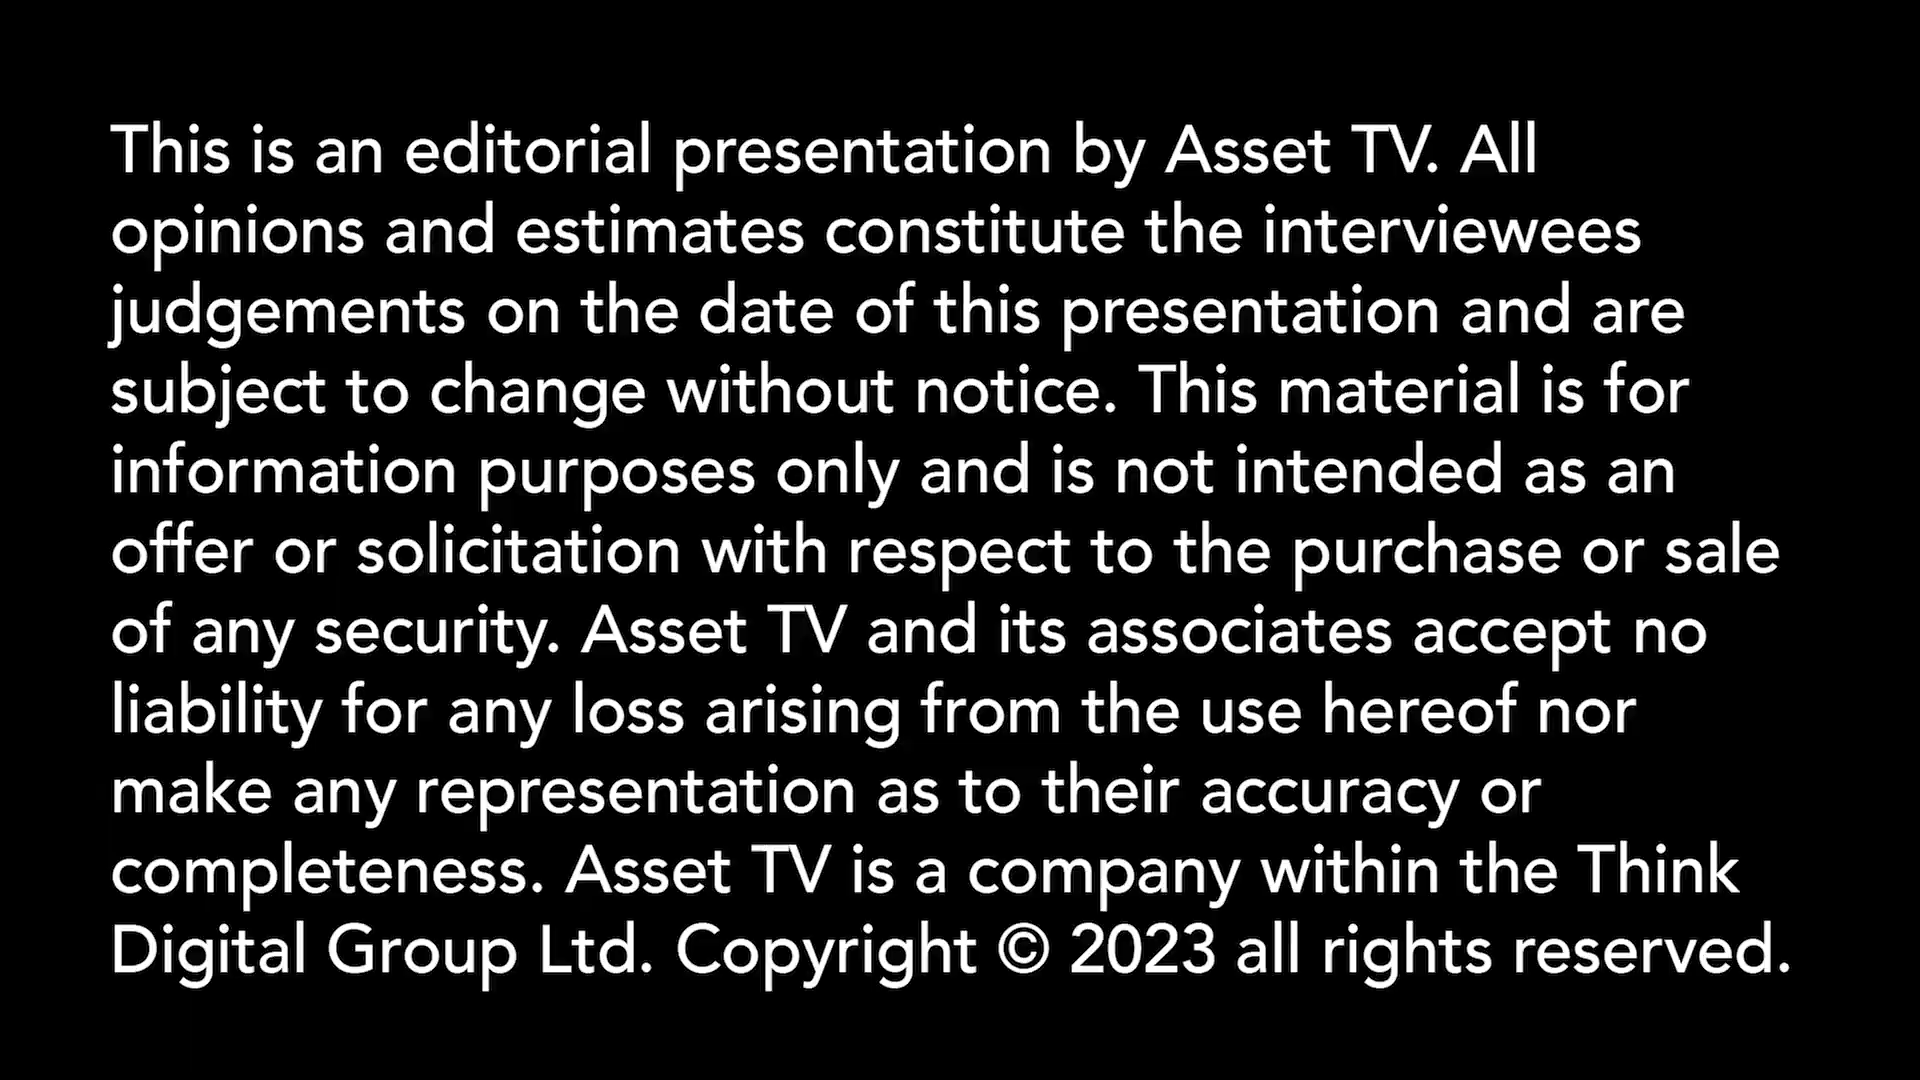 This is an editorial presentation by Asset TV. All
opinions and estimates constitute the interviewees
judgements on the date of this presentation and are
subject to change without notice. This material is for
information purposes only and is not intended as an
offer or solicitation with respect to the purchase or sale
of any security. Asset TV and its associates accept no
liability for any loss arising from the use hereof nor
make any representation as to their accuracy or
completeness. Asset TV is a company within the Think
Digital Group Ltd. Copyright © 2023 all rights reserved.